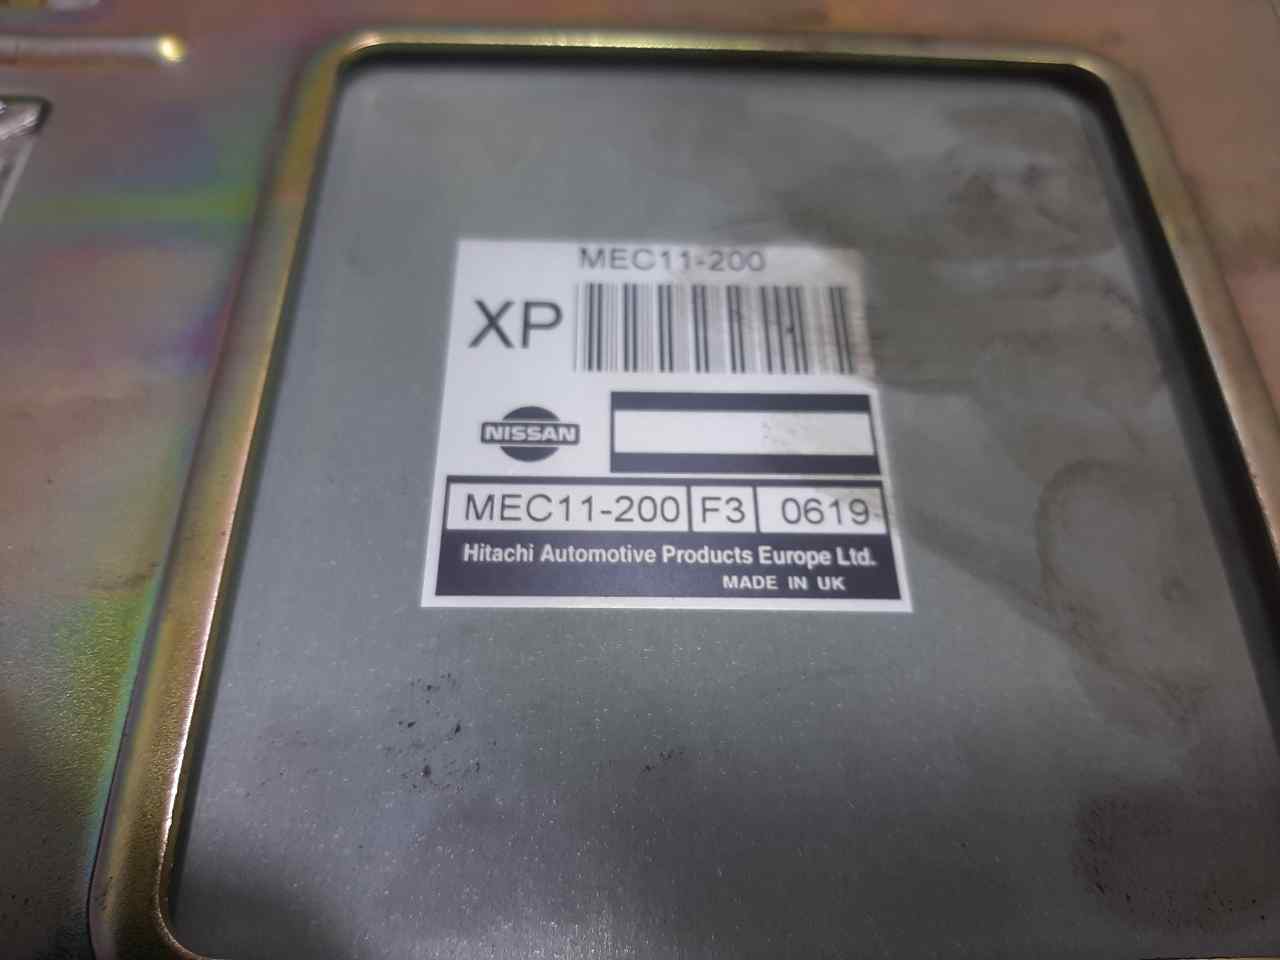 MEC11-200
XP
NISSAN
MEC11-200 F3 0619
Hitachi Automotive Products Europe Ltd.
MADE IN UK